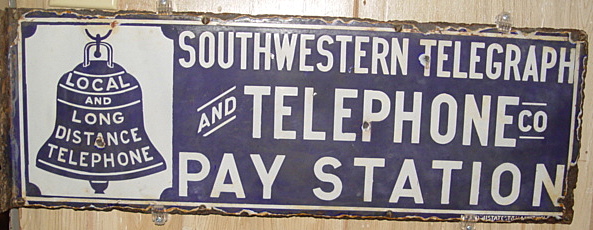 LOCAL
AND
LONG
DISTANCE
TELEPHONE
SOUTHWESTERN TELEGRAPH
AND TELEPHONE CO
PAY STATION